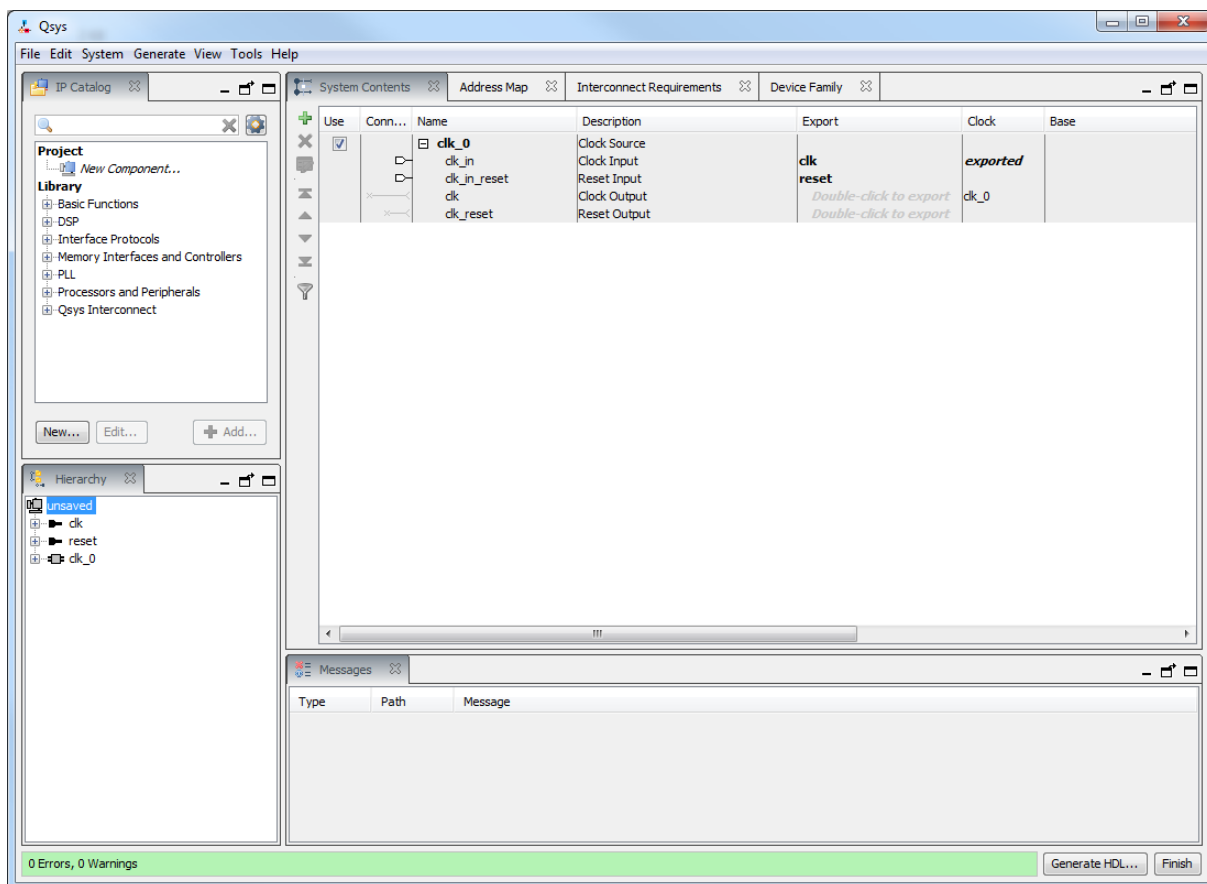 Qsys
File Edit System Generate View Tools Help
IP Catalog
Project
New Component...
Library
Basic Functions
DSP
Interface Protocols
Memory Interfaces and Controllers
PLL
Processors and Peripherals
Qsys Interconnect
New... Edit... Add...
Hierarchy
unsaved
clk
reset
clk_0
System Contents Address Map Interconnect Requirements Device Family
Use Conn... Name Description Export Clock Base
clk_0 Clock Source
clk_in Clock Input clk exported
clk_in_reset Reset Input reset
clk Clock Output Double-click to export clk_0
clk_reset Reset Output Double-click to export
Messages
Type Path Message
0 Errors, 0 Warnings Generate HDL... Finish